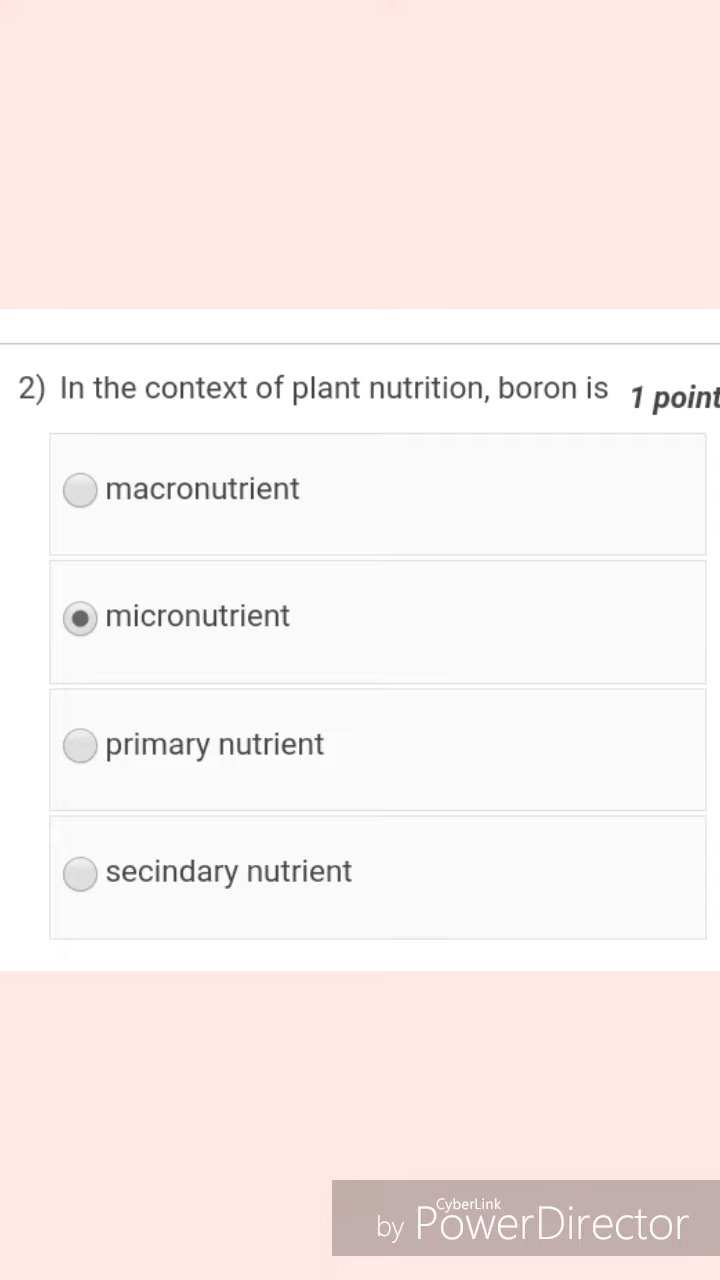 2) In the context of plant nutrition, boron is 1 point
macronutrient
micronutrient
primary nutrient
secindary nutrient
CyberLink
by PowerDirector